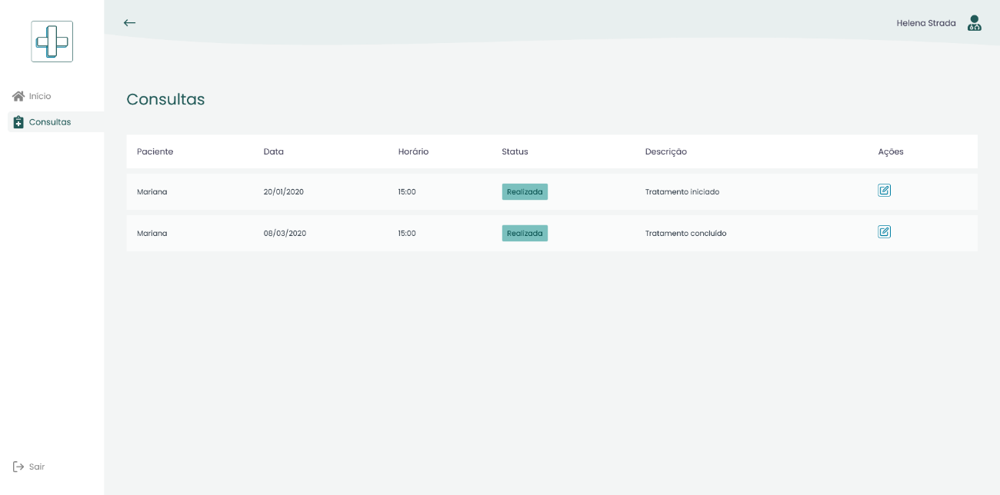 Helena Strada
Início
Consultas
Consultas
Paciente Data Horário Status Descrição Ações
Mariana 20/01/2020 15:00 Realizada Tratamento iniciado
Mariana 08/03/2020 15:00 Realizada Tratamento concluído
Sair